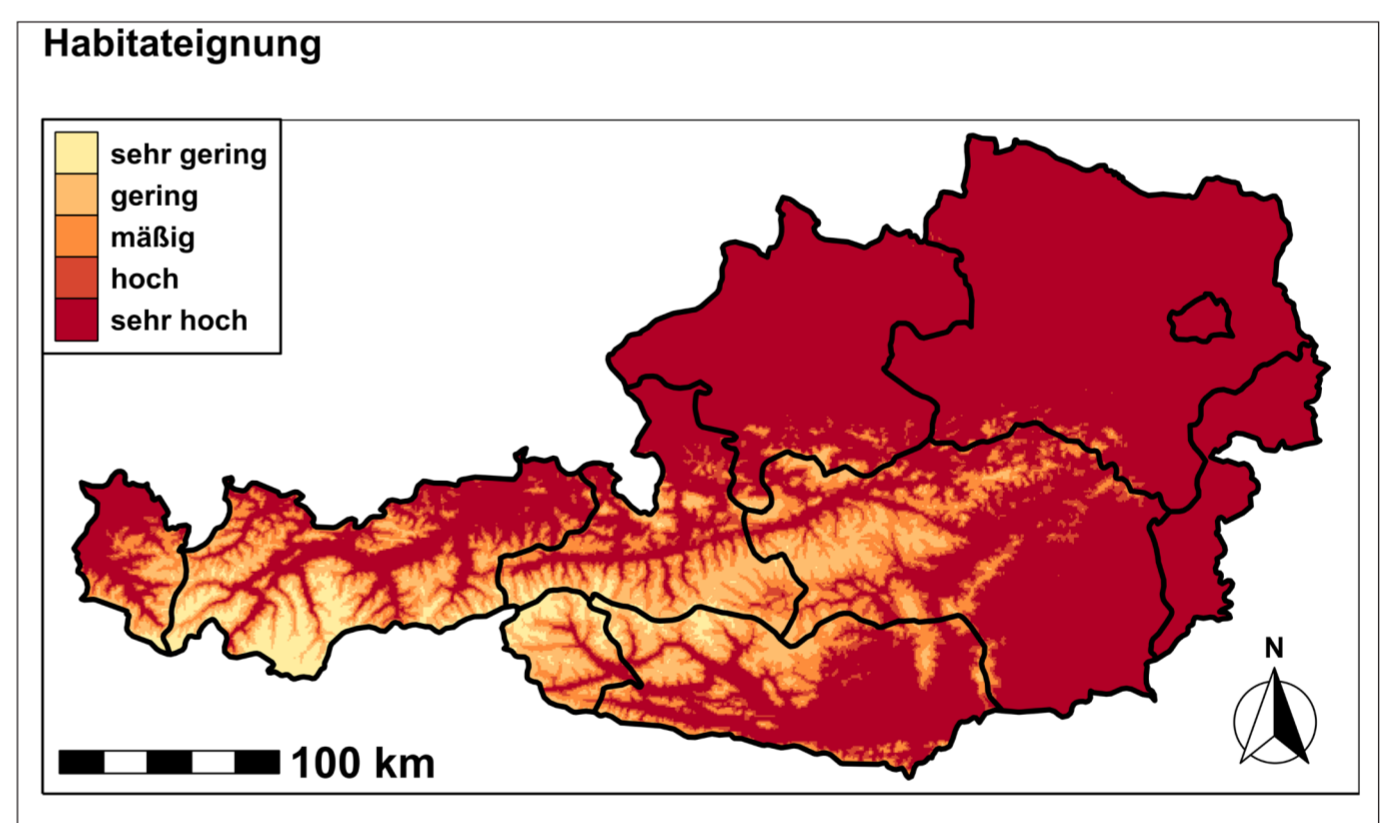 Habitateignung
sehr gering
gering
mäßig
hoch
sehr hoch
N
100 km